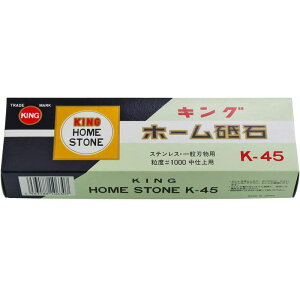 TRADE MARK
KING
KING
HOME
STONE
キング
ホーム砥石
ステンレス・一般刃物用
粒度#1000 中仕上用
K-45
KING
HOME STONE K-45